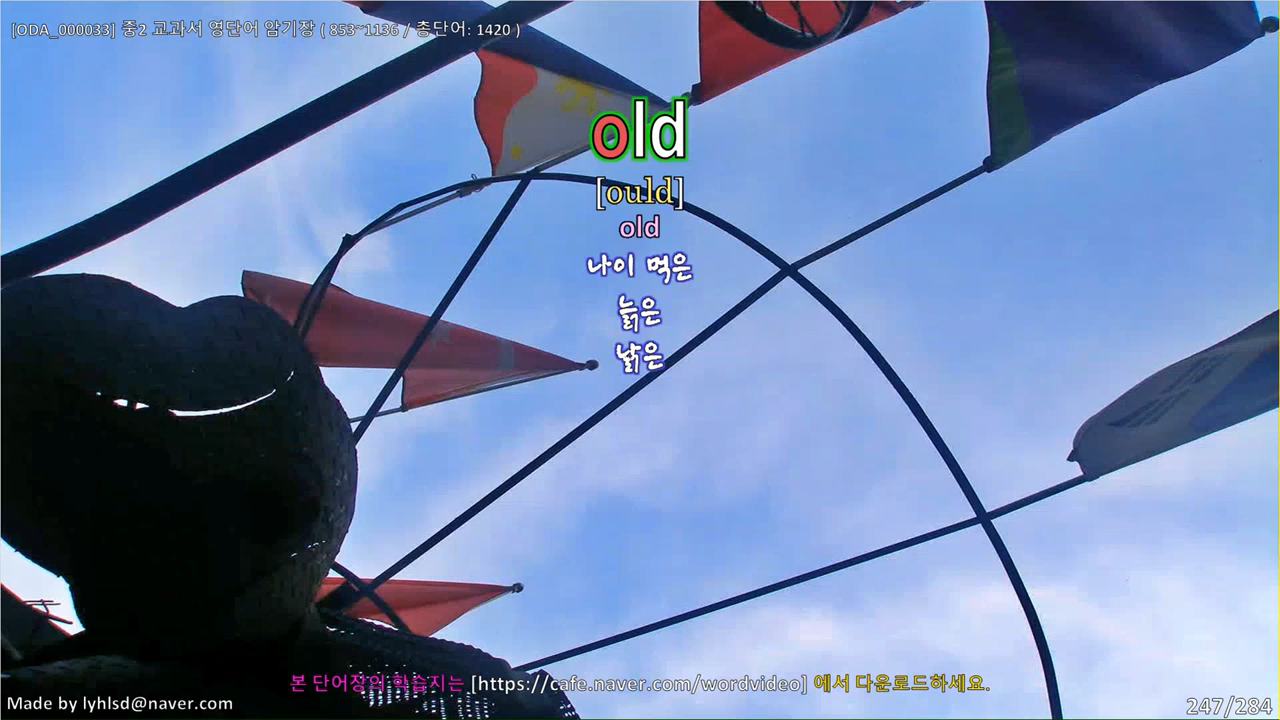 [ODA_000033] 중2 교과서 영단어 암기장 ( 853~1136 / 총단어: 1420 )
old
[ould]
old
나이 먹은
늙은
낡은
본 단어장의 학습지는 [https://cafe.naver.com/wordvideo] 에서 다운로드하세요.
Made by lyhlsd@naver.com
247/284